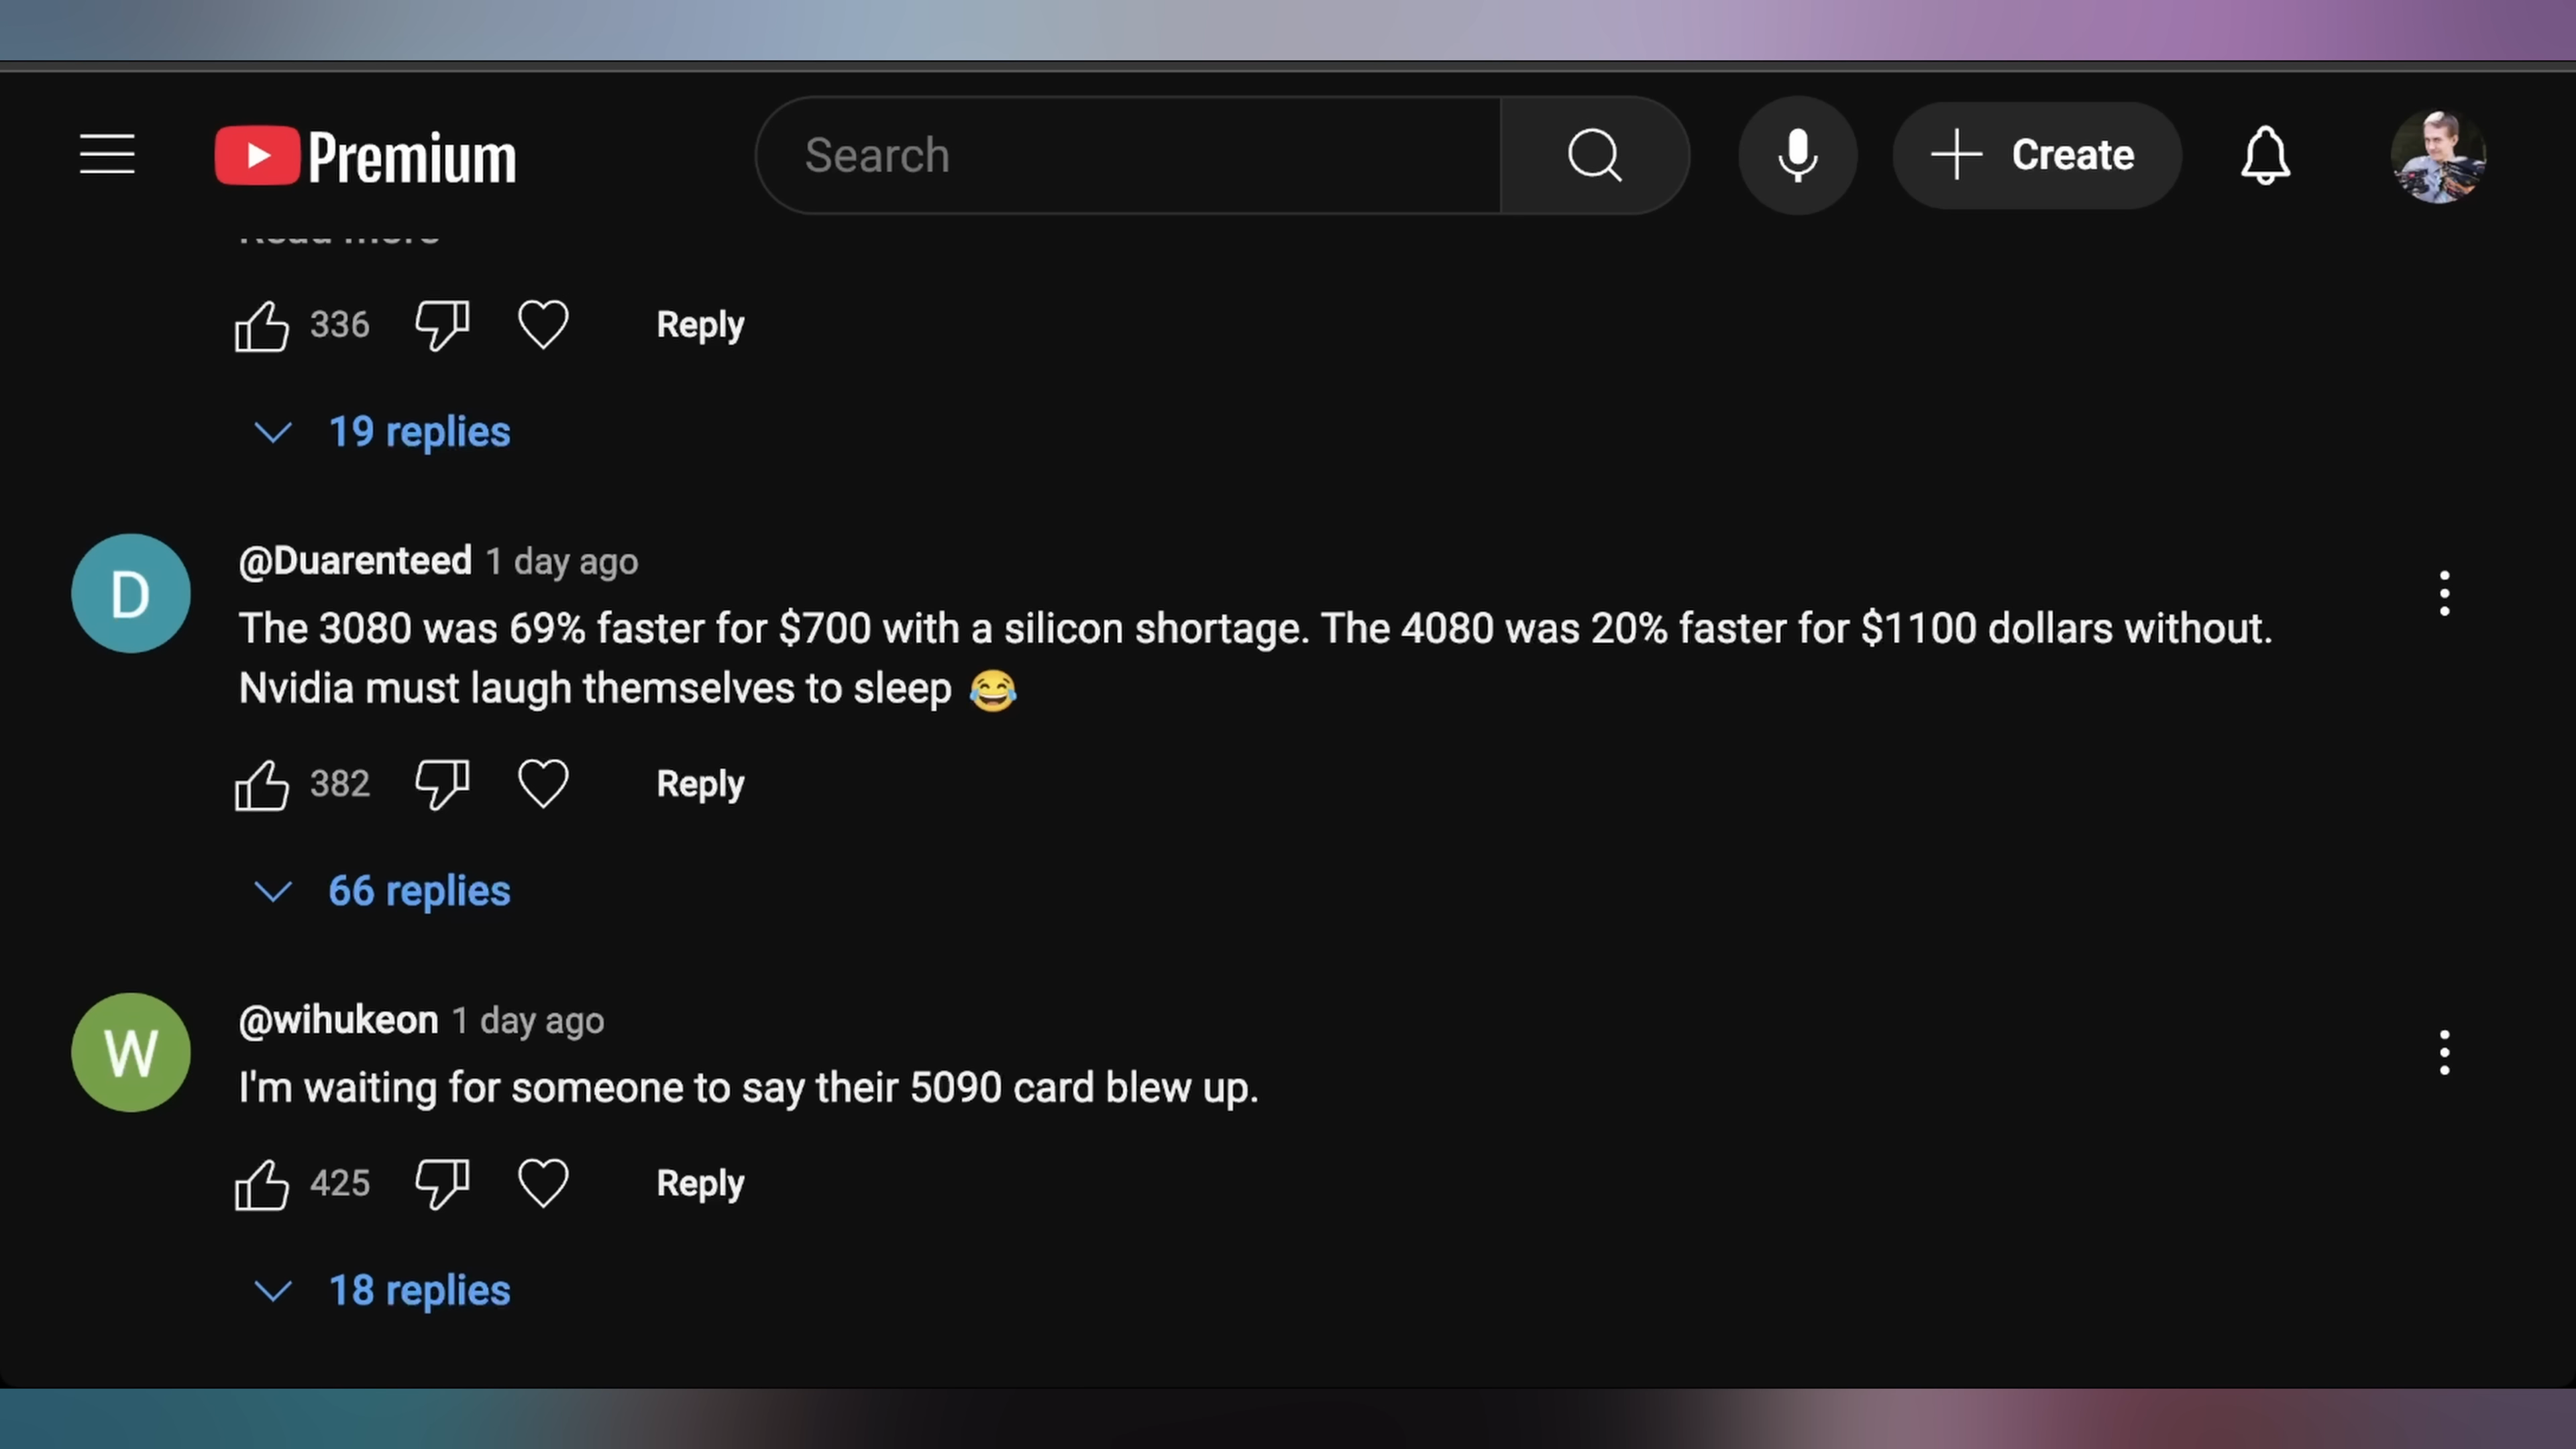 Premium
Search
Create
Read more
336
Reply
19 replies
D
@Duarenteed 1 day ago
The 3080 was 69% faster for $700 with a silicon shortage. The 4080 was 20% faster for $1100 dollars without.
Nvidia must laugh themselves to sleep 😂
382
Reply
66 replies
W
@wihukeon 1 day ago
I'm waiting for someone to say their 5090 card blew up.
425
Reply
18 replies